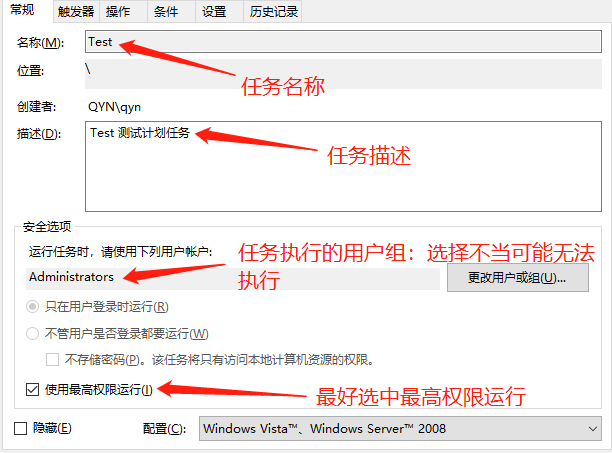 常规 触发器 操作 条件 设置 历史记录
名称(M): Test
位置: \
任务名称
创建者: QYN\qyn
描述(D): Test 测试计划任务
任务描述
安全选项
运行任务时，请使用下列用户帐户:
任务执行的用户组：选择不当可能无法
执行
Administrators
更改用户或组(U)...
只在用户登录时运行(R)
不管用户是否登录都要运行(W)
不存储密码(P)。该任务将只有访问本地计算机资源的权限。
使用最高权限运行(I)
最好选中最高权限运行
隐藏(E) 配置(C): Windows Vista™、Windows Server™ 2008